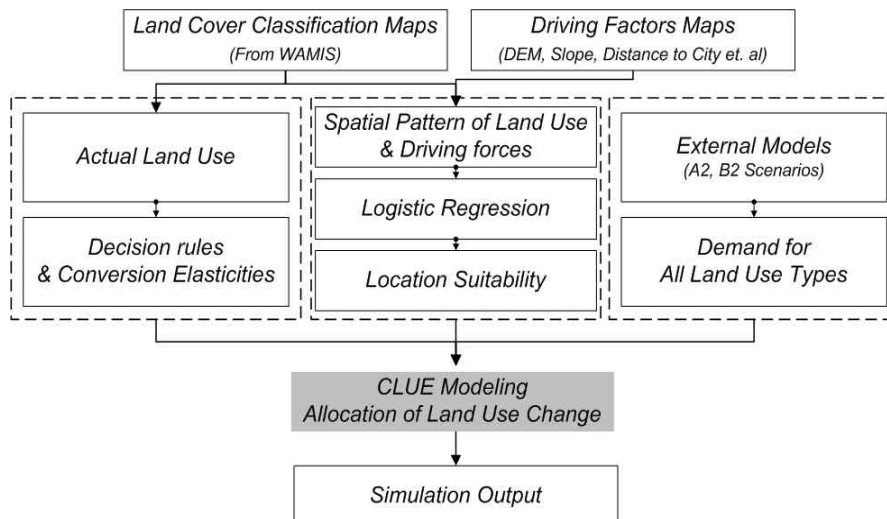 Land Cover Classification Maps
(From WAMIS)
Driving Factors Maps
(DEM, Slope, Distance to City et. al)
Actual Land Use
Decision rules
& Conversion Elasticities
Spatial Pattern of Land Use
& Driving forces
Logistic Regression
Location Suitability
External Models
(A2, B2 Scenarios)
Demand for
All Land Use Types
CLUE Modeling
Allocation of Land Use Change
Simulation Output